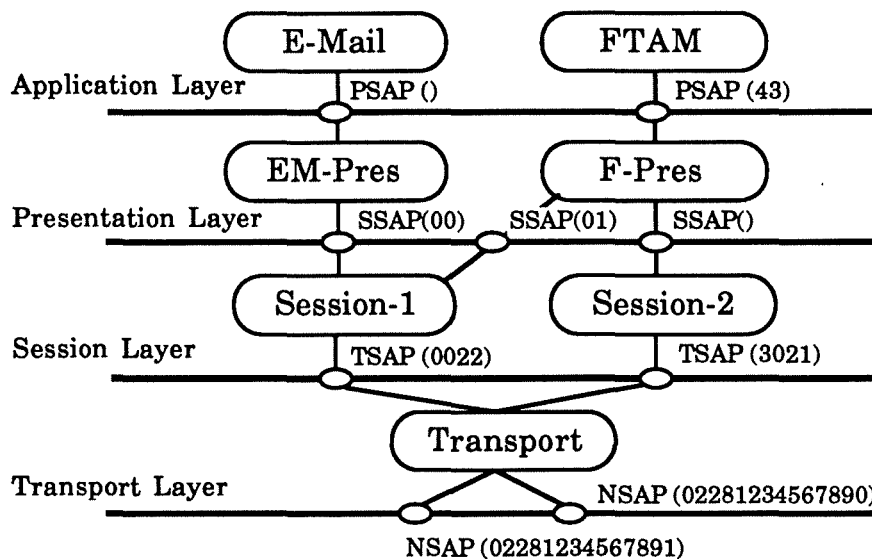 E-Mail
FTAM
Application Layer
PSAP ()
PSAP (43)
EM-Pres
F-Pres
Presentation Layer
SSAP(00)
SSAP(01)
SSAP()
Session-1
Session-2
Session Layer
TSAP (0022)
TSAP (3021)
Transport
Transport Layer
NSAP (02281234567890)
NSAP (02281234567891)